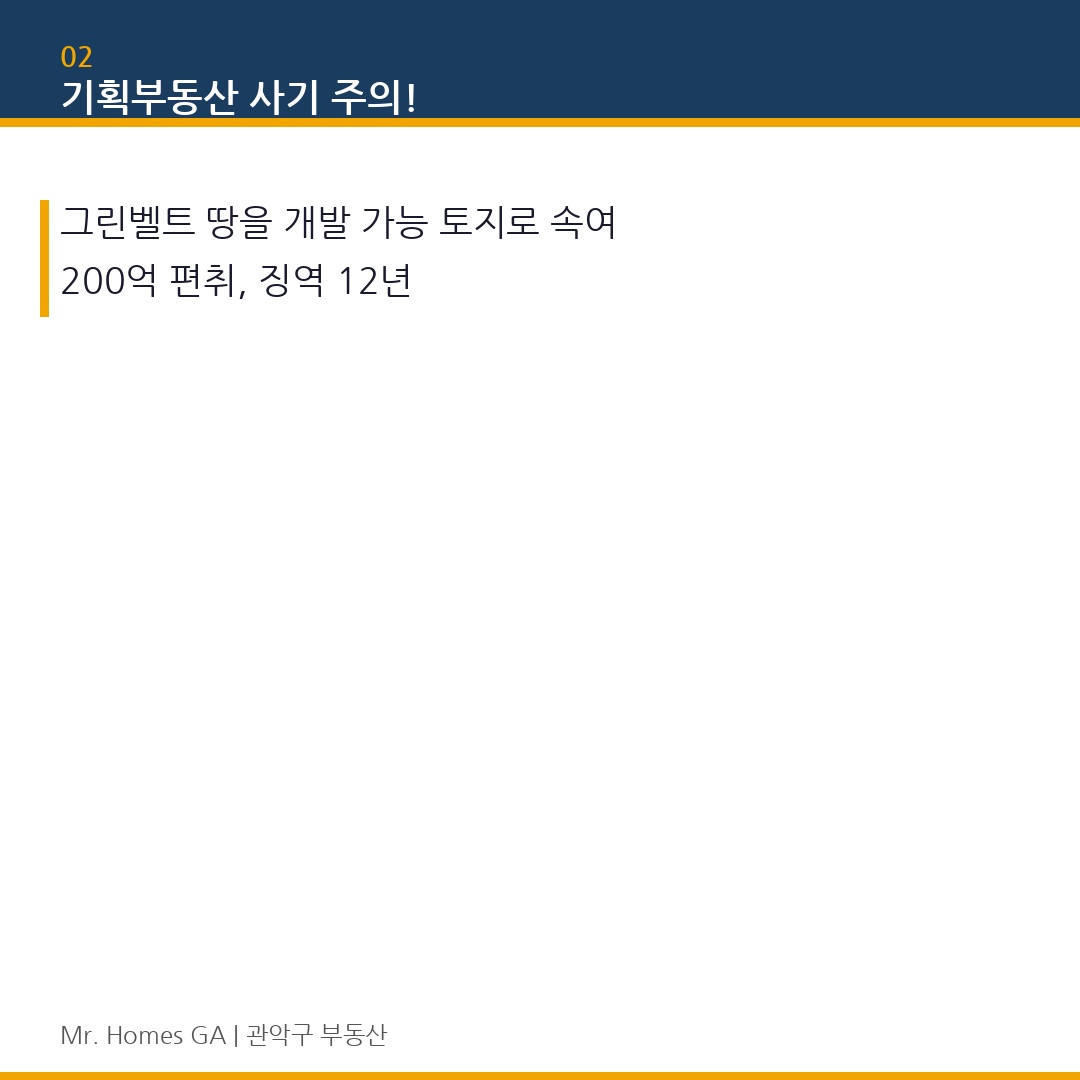 02
기획부동산 사기 주의!
그린벨트 땅을 개발 가능 토지로 속여
200억 편취, 징역 12년
Mr. Homes GA | 관악구 부동산